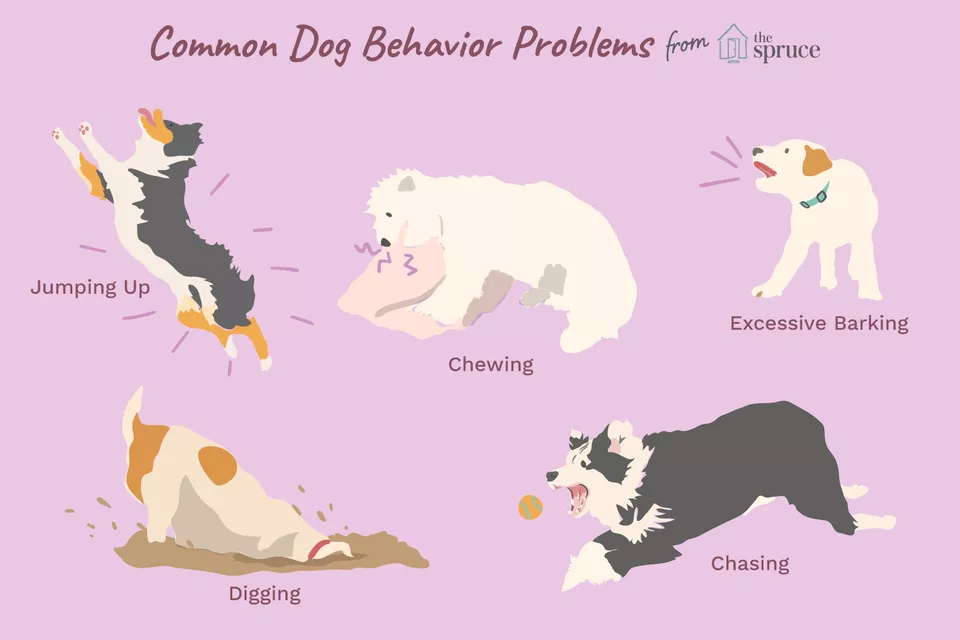 Common Dog Behavior Problems from the spruce
Jumping Up
Chewing
Excessive Barking
Digging
Chasing